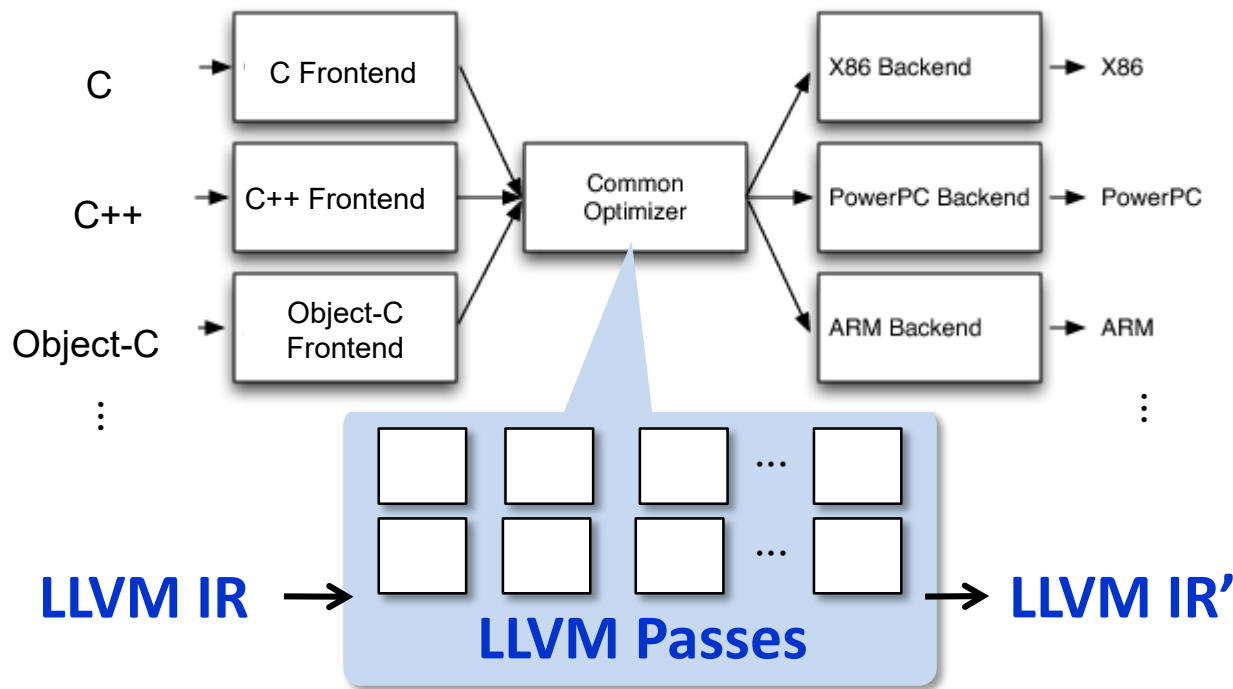 C
C Frontend
X86 Backend
X86
C++
C++ Frontend
Common
Optimizer
PowerPC Backend
PowerPC
Object-C
Object-C
Frontend
ARM Backend
ARM
⋮
⋮
...
...
LLVM IR
LLVM Passes
LLVM IR’